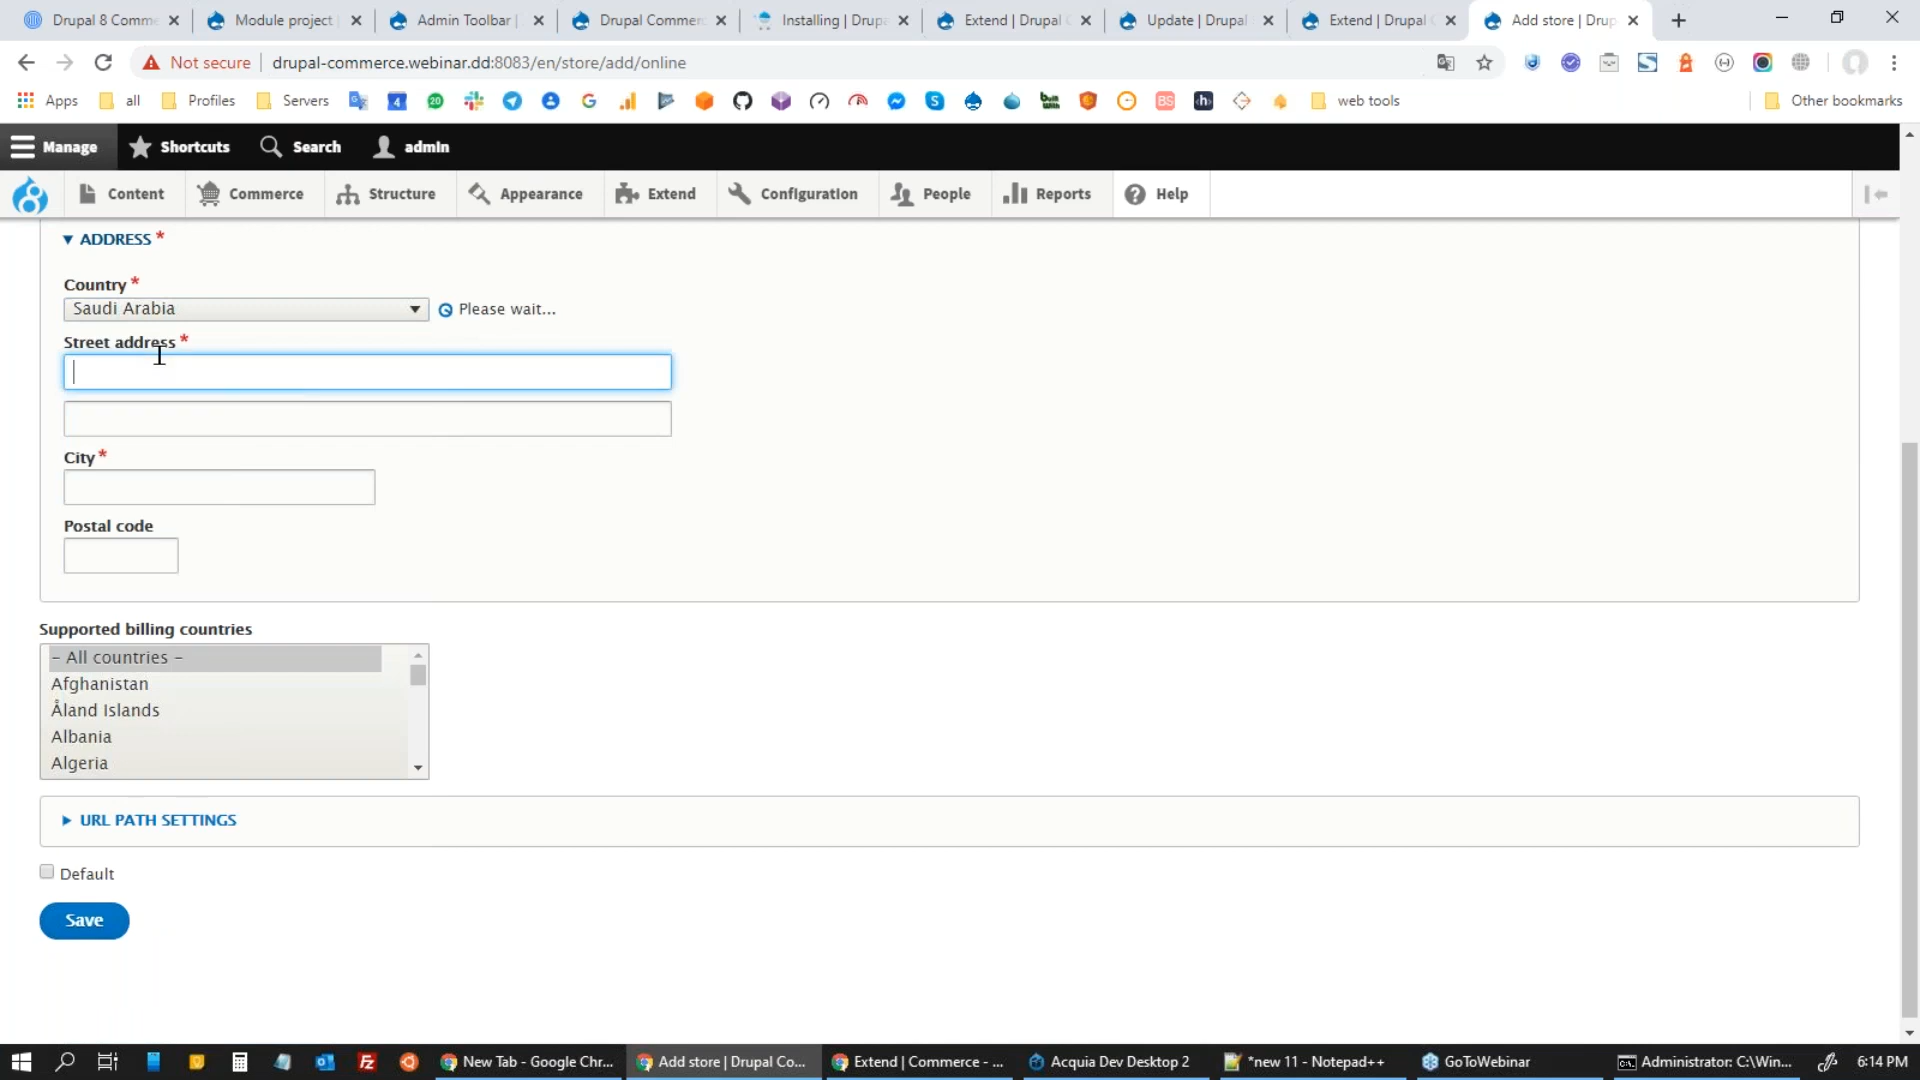 Drupal 8 Comme
Module project
Admin Toolbar |
Drupal Commer
Installing | Drupa
Extend | Drupal C
Update | Drupal
Extend | Drupal C
Add store | Drup
Not secure
drupal-commerce.webinar.dd:8083/en/store/add/online
Apps
all
Profiles
Servers
4
20
BS
web tools
Other bookmarks
Manage
Shortcuts
Search
admin
Content
Commerce
Structure
Appearance
Extend
Configuration
People
Reports
Help
ADDRESS *
Country *
Saudi Arabia
Please wait...
Street address *
City *
Postal code
Supported billing countries
- All countries -
Afghanistan
Åland Islands
Albania
Algeria
URL PATH SETTINGS
Default
Save
New Tab - Google Chr...
Add store | Drupal Co...
Extend | Commerce - ...
Acquia Dev Desktop 2
*new 11 - Notepad++
GoToWebinar
Administrator: C:\Win...
6:14 PM